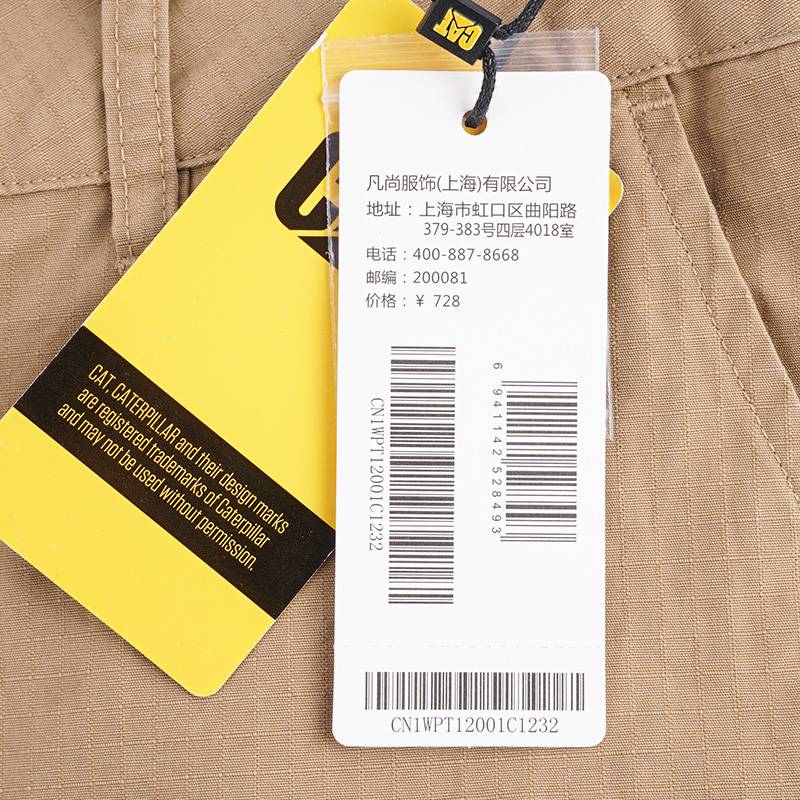 CAT
凡尚服饰(上海)有限公司
地址：上海市虹口区曲阳路
379-383号四层4018室
电话：400-887-8668
邮编：200081
价格：¥ 728
CN1WPT12001C1232
6 941142 528493
CN1WPT12001C1232
CAT, CATERPILLAR and their design marks
are registered trademarks of Caterpillar
and may not be used without permission.